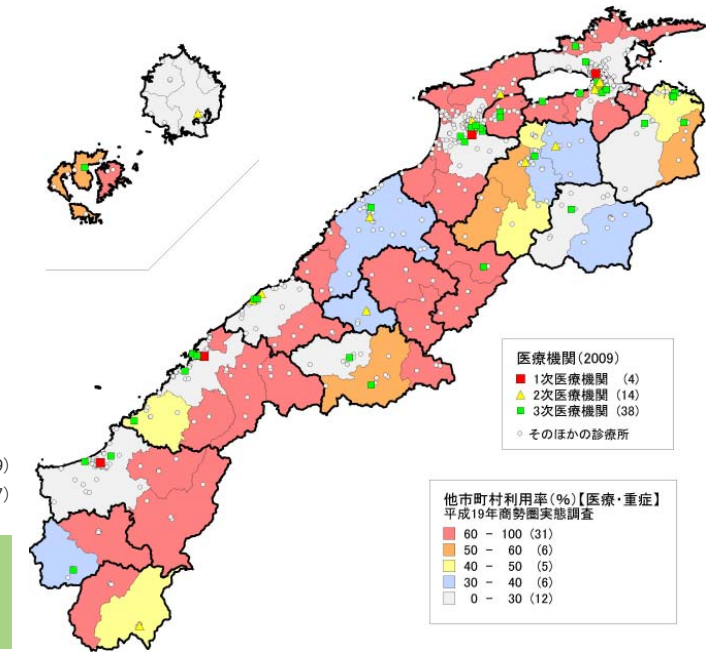 医療機関(2009)
1次医療機関 (4)
2次医療機関(14)
3次医療機関(38)
そのほかの診療所
9)
7)
他市町村利用率(%)【医療・重症】
平成19年商勢圏実態調査
60 - 100 (31)
50 - 60 (6)
40 - 50 (5)
30 - 40 (6)
0 - 30 (12)